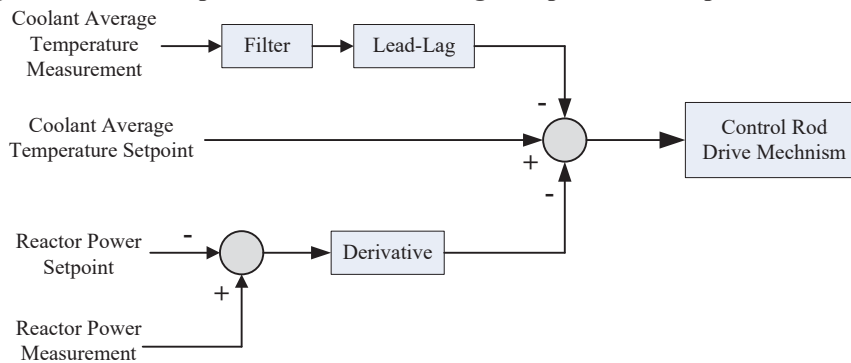 Coolant Average
Temperature
Measurement
Filter
Lead-Lag
-
Coolant Average
Temperature Setpoint
+
-
Control Rod
Drive Mechnism
Reactor Power
Setpoint
-
+
Derivative
Reactor Power
Measurement